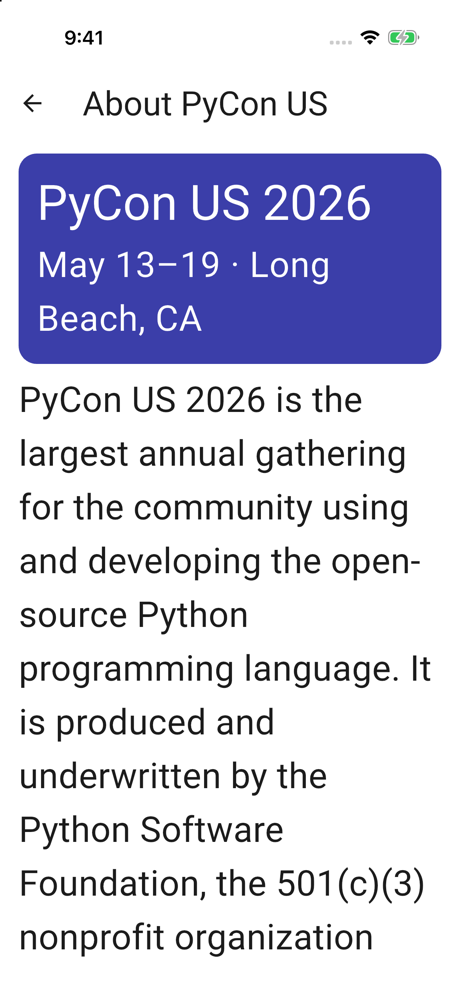 9:41
About PyCon US
PyCon US 2026
May 13–19 · Long
Beach, CA
PyCon US 2026 is the
largest annual gathering
for the community using
and developing the open-
source Python
programming language. It
is produced and
underwritten by the
Python Software
Foundation, the 501(c)(3)
nonprofit organization